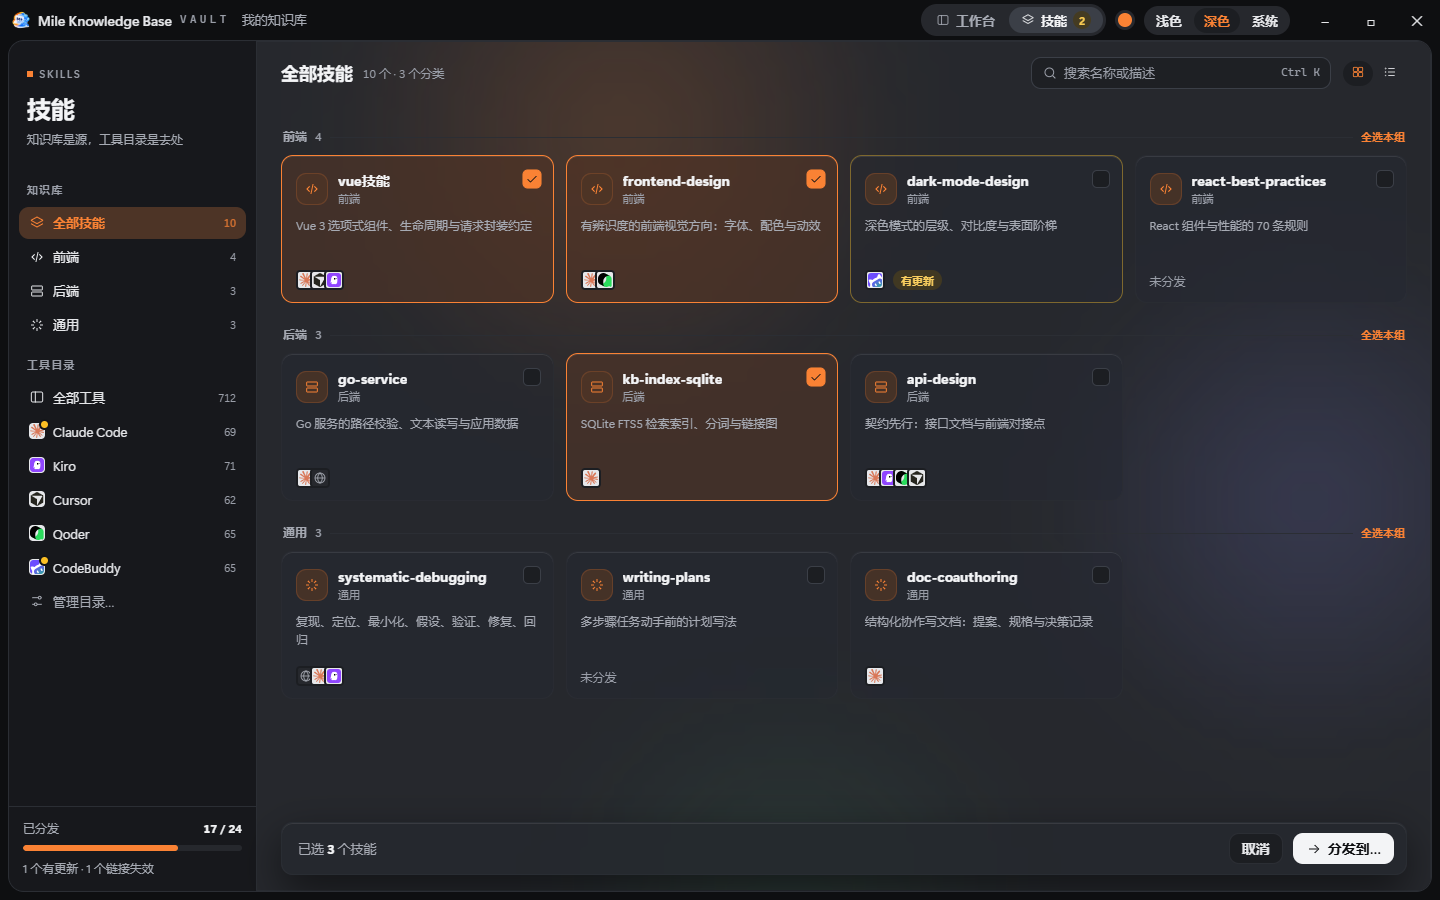 Mile Knowledge Base VAULT 我的知识库
工作台 技能 2 浅色 深色 系统
SKILLS
技能
知识库是源，工具目录是去处
知识库
全部技能 10
前端 4
后端 3
通用 3
工具目录
全部工具 712
Claude Code 69
Kiro 71
Cursor 62
Qoder 65
CodeBuddy 65
管理目录...
已分发 17 / 24
1 个有更新 · 1 个链接失效
全部技能 10 个 · 3 个分类
搜索名称或描述 Ctrl K
前端 4 全选本组
vue技能
前端
Vue 3 选项式组件、生命周期与请求封装约定
frontend-design
前端
有辨识度的前端视觉方向：字体、配色与动效
dark-mode-design
前端
深色模式的层级、对比度与表面阶梯
有更新
react-best-practices
前端
React 组件与性能的 70 条规则
未分发
后端 3 全选本组
go-service
后端
Go 服务的路径校验、文本读写与应用数据
kb-index-sqlite
后端
SQLite FTS5 检索索引、分词与链接图
api-design
后端
契约先行：接口文档与前端对接点
通用 3 全选本组
systematic-debugging
通用
复现、定位、最小化、假设、验证、修复、回
归
writing-plans
通用
多步骤任务动手前的计划写法
未分发
doc-coauthoring
通用
结构化协作写文档：提案、规格与决策记录
已选 3 个技能
取消 分发到...